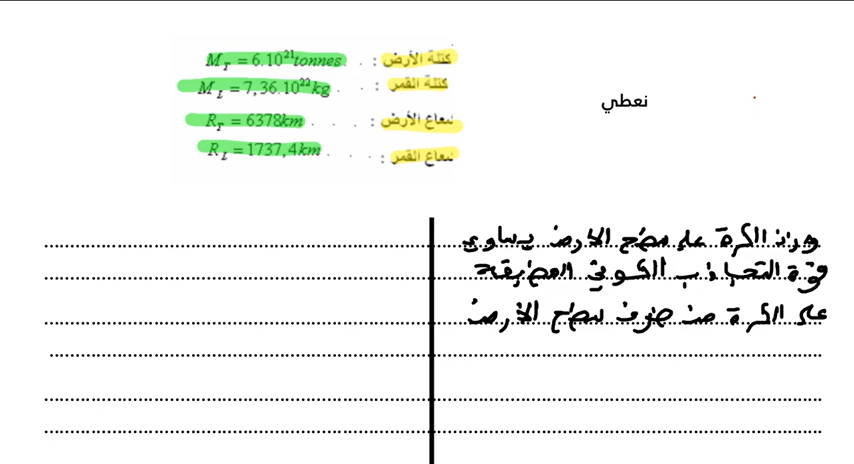 M_T = 6.10^21 tonnes . . : كتلة الأرض
M_L = 7,36.10^22 kg . . : كتلة القمر
نعطي
R_T = 6378km . . . . : شعاع الأرض
R_L = 1737,4km . . . . : شعاع القمر
وزن الكرة على سطح الارض يساوي
قوة التجاذب الكوني المطبقة
على الكرة من طرف سطح الارض